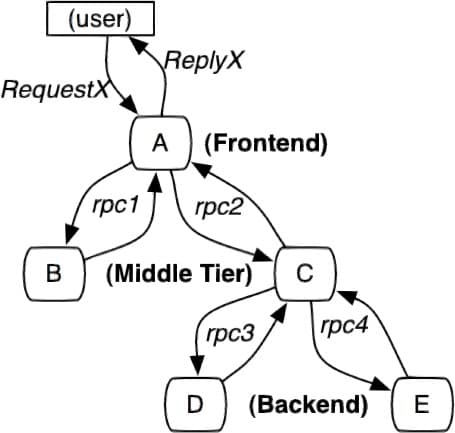 (user)
ReplyX
RequestX
A (Frontend)
rpc1 rpc2
B (Middle Tier) C
rpc3 rpc4
D (Backend) E